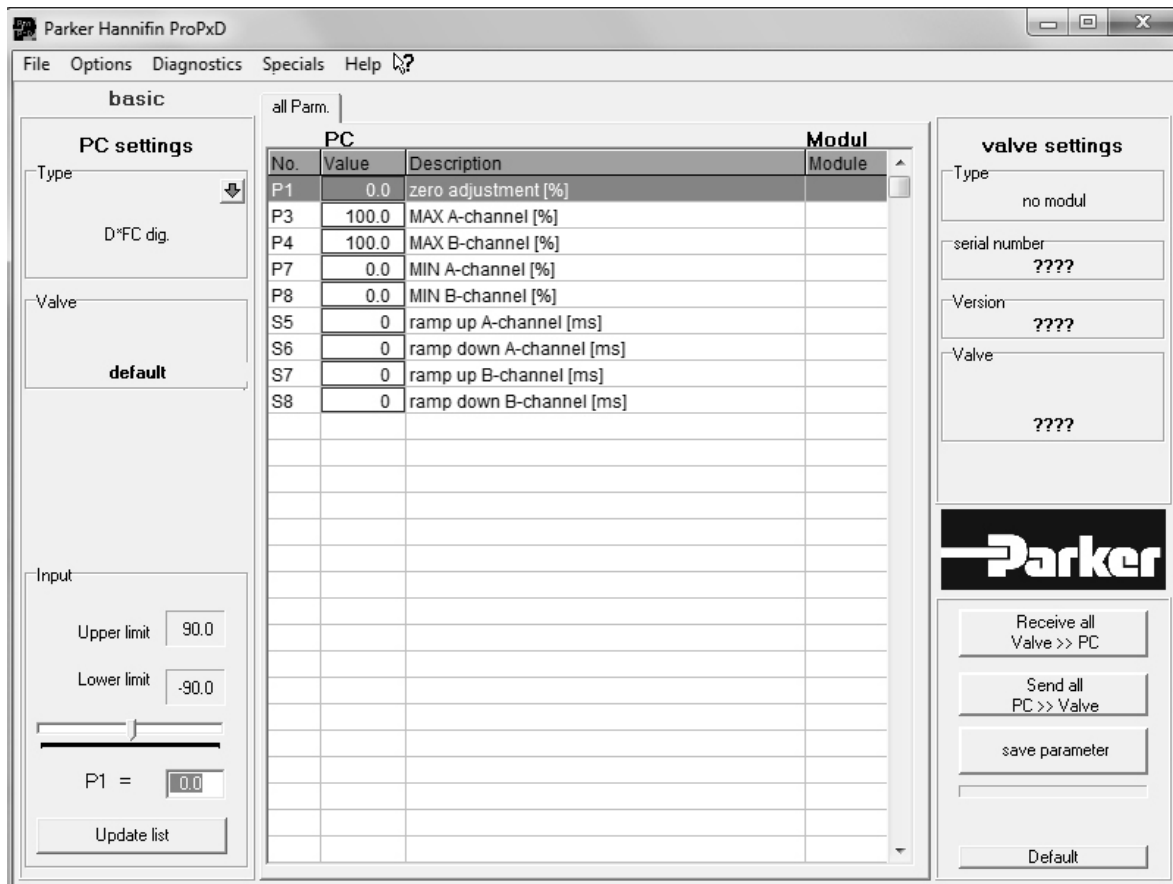 Parker Hannifin ProPxD
File Options Diagnostics Specials Help
basic
PC settings
Type
D*FC dig.
Valve
default
Input
Upper limit 90.0
Lower limit -90.0
P1 = 0.0
Update list
all Parm.
PC Modul
No. Value Description Module
P1 0.0 zero adjustment [%]
P3 100.0 MAX A-channel [%]
P4 100.0 MAX B-channel [%]
P7 0.0 MIN A-channel [%]
P8 0.0 MIN B-channel [%]
S5 0 ramp up A-channel [ms]
S6 0 ramp down A-channel [ms]
S7 0 ramp up B-channel [ms]
S8 0 ramp down B-channel [ms]
valve settings
Type
no modul
serial number
????
Version
????
Valve
????
Parker
Receive all
Valve >> PC
Send all
PC >> Valve
save parameter
Default